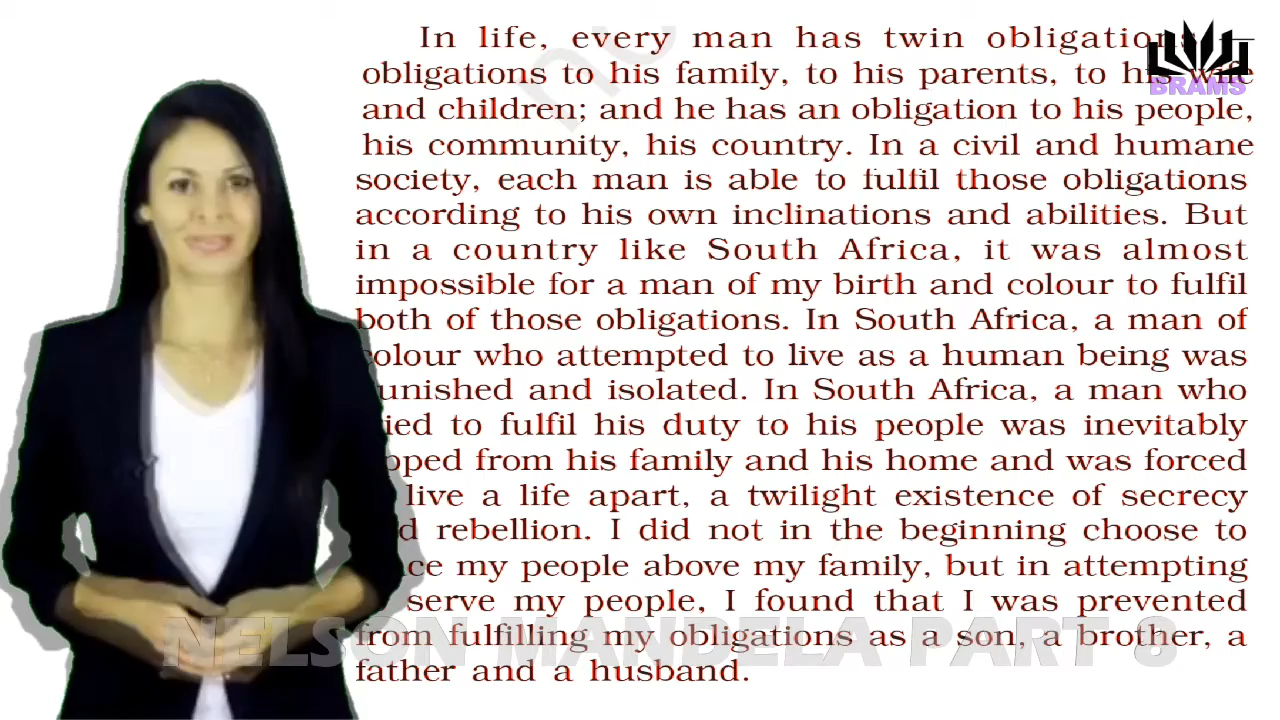 In life, every man has twin obligations –
obligations to his family, to his parents, to his wife
and children; and he has an obligation to his people,
his community, his country. In a civil and humane
society, each man is able to fulfil those obligations
according to his own inclinations and abilities. But
in a country like South Africa, it was almost
impossible for a man of my birth and colour to fulfil
both of those obligations. In South Africa, a man of
colour who attempted to live as a human being was
unished and isolated. In South Africa, a man who
ied to fulfil his duty to his people was inevitably
pped from his family and his home and was forced
live a life apart, a twilight existence of secrecy
rebellion. I did not in the beginning choose to
my people above my family, but in attempting
serve my people, I found that I was prevented
from fulfilling my obligations as a son, a brother, a
father and a husband.
BRAMS
NELSON MANDELA PART 8